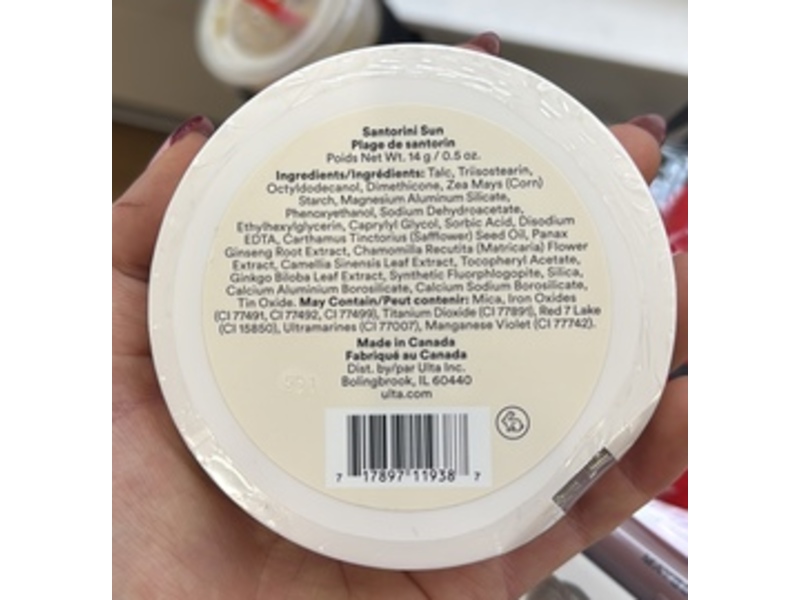 Santorini Sun
Plage de santorin
Poids Net Wt. 14 g / 0.5 oz.
Ingredients/Ingrédients: Talc, Triisostearin,
Octyldodecanol, Dimethicone, Zea Mays (Corn)
Starch, Magnesium Aluminum Silicate,
Phenoxyethanol, Sodium Dehydroacetate,
Ethylhexylglycerin, Caprylyl Glycol, Sorbic Acid, Disodium
EDTA, Carthamus Tinctorius (Safflower) Seed Oil, Panax
Ginseng Root Extract, Chamomilla Recutita (Matricaria) Flower
Extract, Camellia Sinensis Leaf Extract, Tocopheryl Acetate,
Ginkgo Biloba Leaf Extract, Synthetic Fluorphlogopite, Silica,
Calcium Aluminium Borosilicate, Calcium Sodium Borosilicate,
Tin Oxide. May Contain/Peut contenir: Mica, Iron Oxides
(CI 77491, CI 77492, CI 77499), Titanium Dioxide (CI 77891), Red 7 Lake
(CI 15850), Ultramarines (CI 77007), Manganese Violet (CI 77742).
Made in Canada
Fabriqué au Canada
Dist. by/par Ulta Inc.
Bolingbrook, IL 60440
ulta.com
7 17897 11938 7